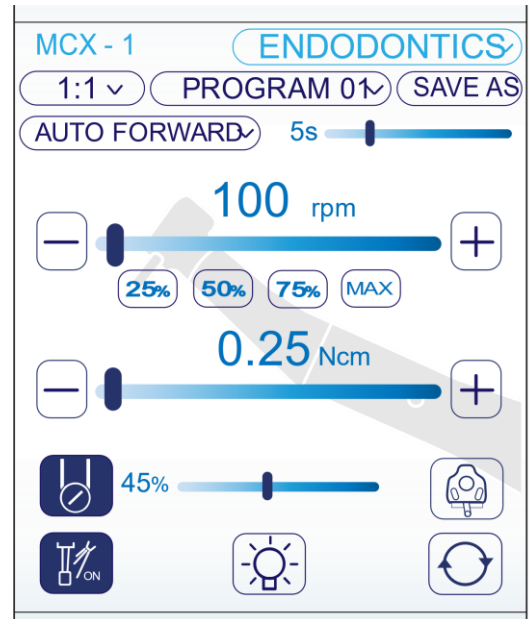 MCX - 1 ENDODONTICS
1:1 PROGRAM 01 SAVE AS
AUTO FORWARD 5s
100 rpm
25% 50% 75% MAX
0.25 Ncm
45%
ON